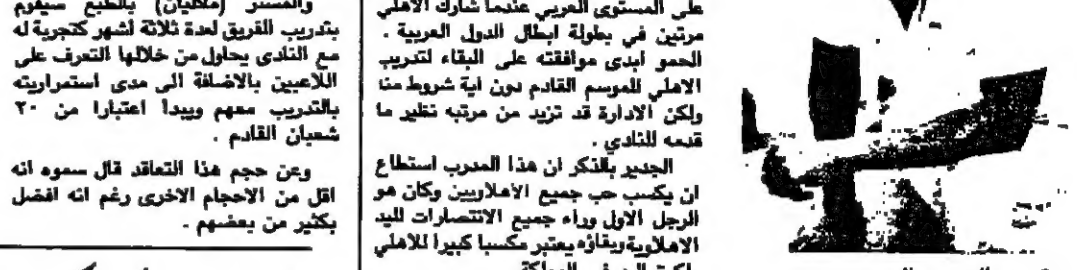 على المستوى العربي عندما شارك الاهلي
مرتين في بطولة ابطال الدول العربية .
الحمو ابدى موافقته على البقاء لتدريب
الاهلي للموسم القادم دون اية شروط منا
ولكن الادارة قد تزيد من مرتبه نظير ما
قدمه للنادي .
الجدير بالذكر ان هذا المدرب استطاع
ان يكسب حب جميع الأهلاويين وكان هو
الرجل الاول وراء جميع الانتصارات لليد
الاهلاوية وبقاؤه يعتبر مكسبا كبيرا للاهلي
والمستر بالطبع سيقوم
بتدريب الفريق لعدة ثلاثة اشهر كتجربة له
مع النادى يحاول من خلالها التعرف على
اللاعبين بالاضافة الى مدى استمراريته
بالتدريب معهم ويبدأ اعتبارا من ٢٠
شعبان القادم .
وعن حجم هذا التعاقد قال سموه انه
اقل من الاحجام الاخرى رغم انه افضل
بكثير من بعضهم .